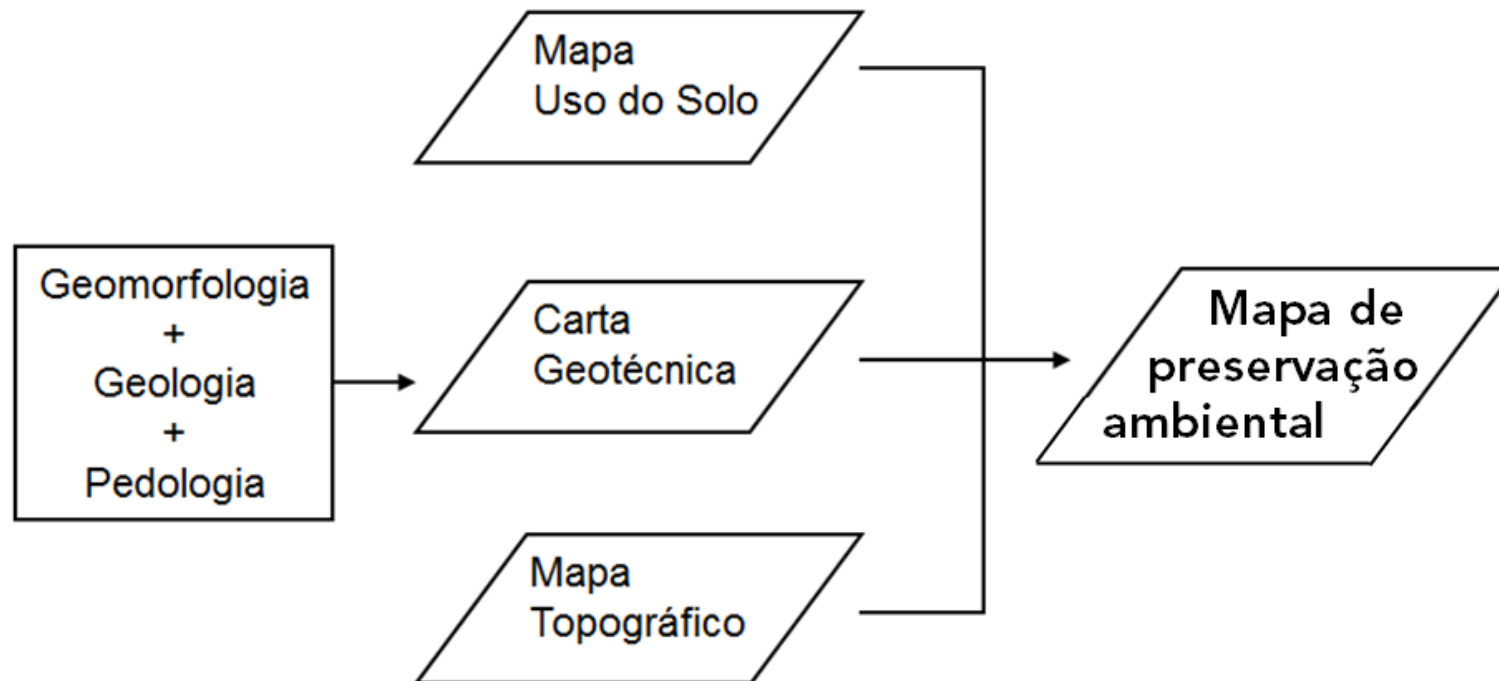 Mapa
Uso do Solo
Geomorfologia
+
Geologia
+
Pedologia
Carta
Geotécnica
Mapa
Topográfico
Mapa de
preservação
ambiental